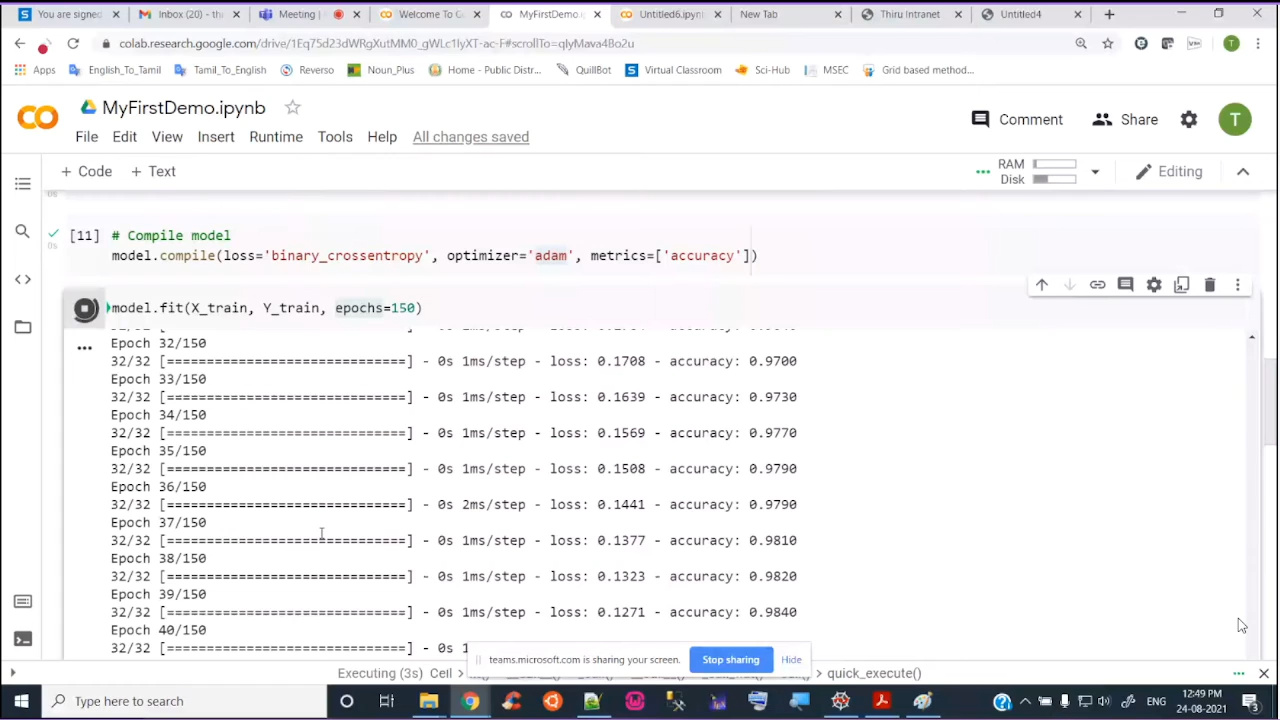 You are signed
Inbox (20) - th
Meeting |
Welcome To G
MyFirstDemo.i
Untitled6.ipynb
New Tab
Thiru Intranet
Untitled4
colab.research.google.com/drive/1Eq75d23dWRgXutMM0_gWLc1lyXT-ac-F#scrollTo=qlyMava4Bo2u
Apps English_To_Tamil Tamil_To_English Reverso Noun_Plus Home - Public Distr... QuillBot Virtual Classroom Sci-Hub MSEC Grid based method...
MyFirstDemo.ipynb
Comment Share T
File Edit View Insert Runtime Tools Help All changes saved
+ Code + Text
RAM
Disk
Editing
0s
[11] # Compile model
0s
model.compile(loss='binary_crossentropy', optimizer='adam', metrics=['accuracy'])
model.fit(X_train, Y_train, epochs=150)
Epoch 32/150
32/32 [==============================] - 0s 1ms/step - loss: 0.1708 - accuracy: 0.9700
Epoch 33/150
32/32 [==============================] - 0s 1ms/step - loss: 0.1639 - accuracy: 0.9730
Epoch 34/150
32/32 [==============================] - 0s 1ms/step - loss: 0.1569 - accuracy: 0.9770
Epoch 35/150
32/32 [==============================] - 0s 1ms/step - loss: 0.1508 - accuracy: 0.9790
Epoch 36/150
32/32 [==============================] - 0s 2ms/step - loss: 0.1441 - accuracy: 0.9790
Epoch 37/150
32/32 [==============================] - 0s 1ms/step - loss: 0.1377 - accuracy: 0.9810
Epoch 38/150
32/32 [==============================] - 0s 1ms/step - loss: 0.1323 - accuracy: 0.9820
Epoch 39/150
32/32 [==============================] - 0s 1ms/step - loss: 0.1271 - accuracy: 0.9840
Epoch 40/150
32/32 [==============================] - 0s
teams.microsoft.com is sharing your screen. Stop sharing Hide
Executing (3s) Cell > quick_execute()
Type here to search
ENG
12:49 PM
24-08-2021
3